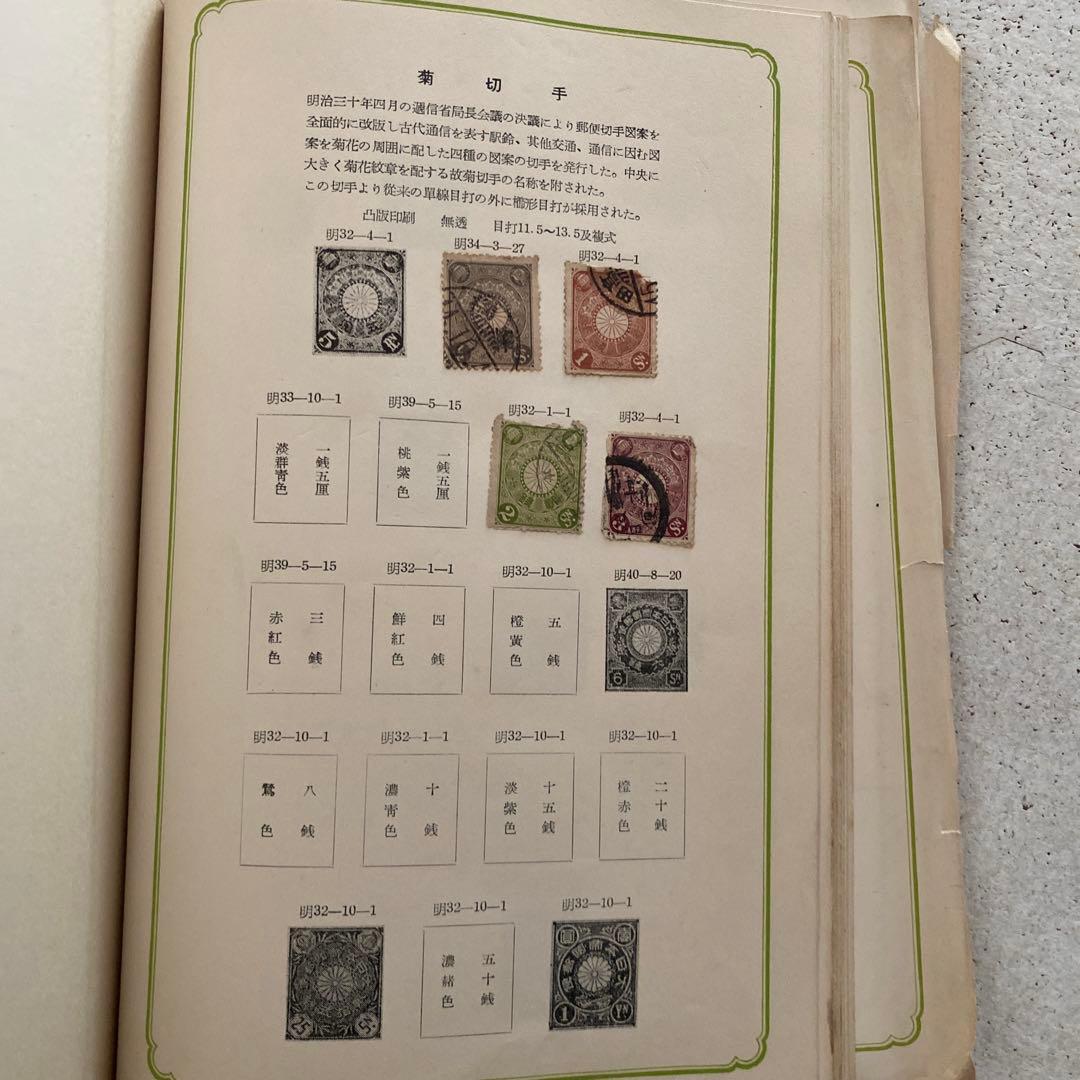 菊切手
明治三十年四月の逓信省局長会議の決議により郵便切手図案を
全面的に改版し古代通信を表す駅鈴、其他交通、通信に因む図
案を菊花の周囲に配した四種の図案の切手を発行した。中央に
大きく菊花紋章を配する故菊切手の名称を附された。
この切手より従来の單線目打の外に櫛形目打が採用された。
凸版印刷 無透 目打11.5〜13.5及複式
明32—4—1 明34—3—27 明32—4—1
5 1 Sn.
明33—10—1 明39—5—15 明32—1—1 明32—4—1
一銭五厘
淡群青色
一銭五厘
桃紫色
2 Sn.
3 Sn.
明39—5—15 明32—1—1 明32—10—1 明40—8—20
三銭
赤紅色
四銭
鮮紅色
五銭
橙黄色
6 Sn
明32—10—1 明32—1—1 明32—10—1 明32—10—1
八銭
鶯色
十銭
濃青色
十五銭
淡紫色
二十銭
橙赤色
明32—10—1 明32—10—1 明32—10—1
25 Sn.
五十銭
濃赭色
1 YN